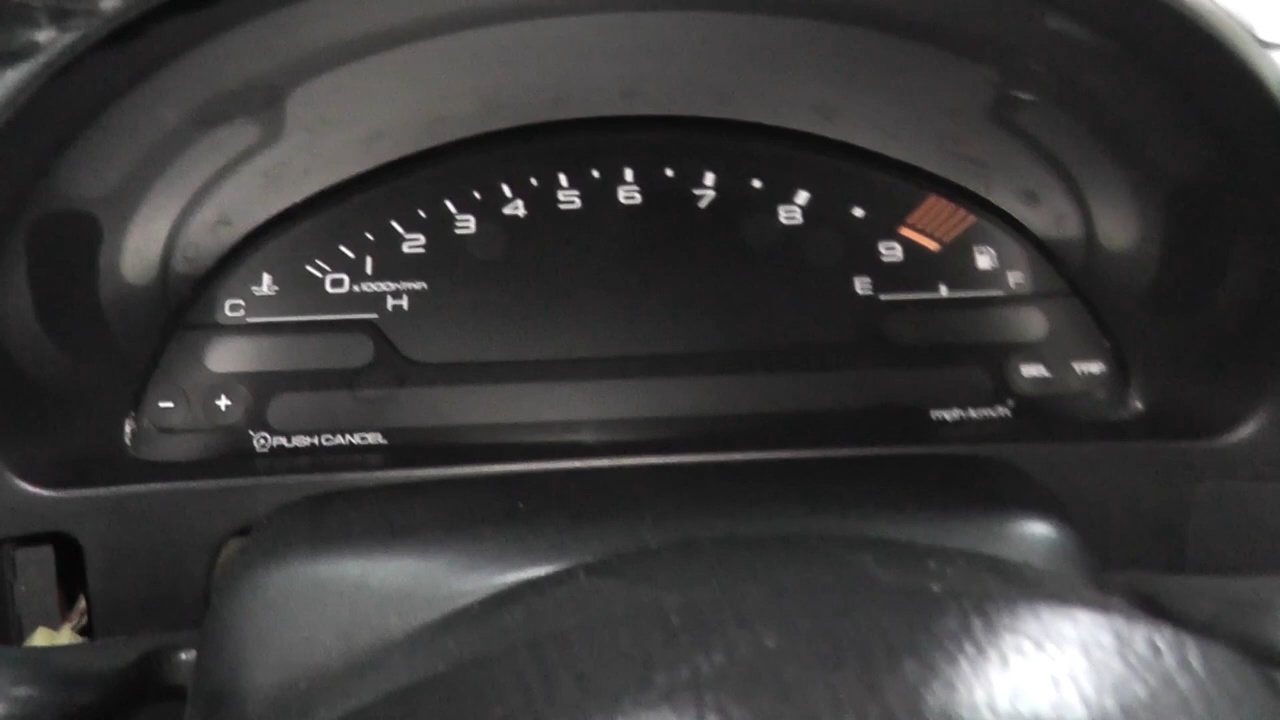 0 1 2 3 4 5 6 7 8 9
x1000r/min
C H
E F
- +
SEL TRIP
mph·km/h
PUSH CANCEL